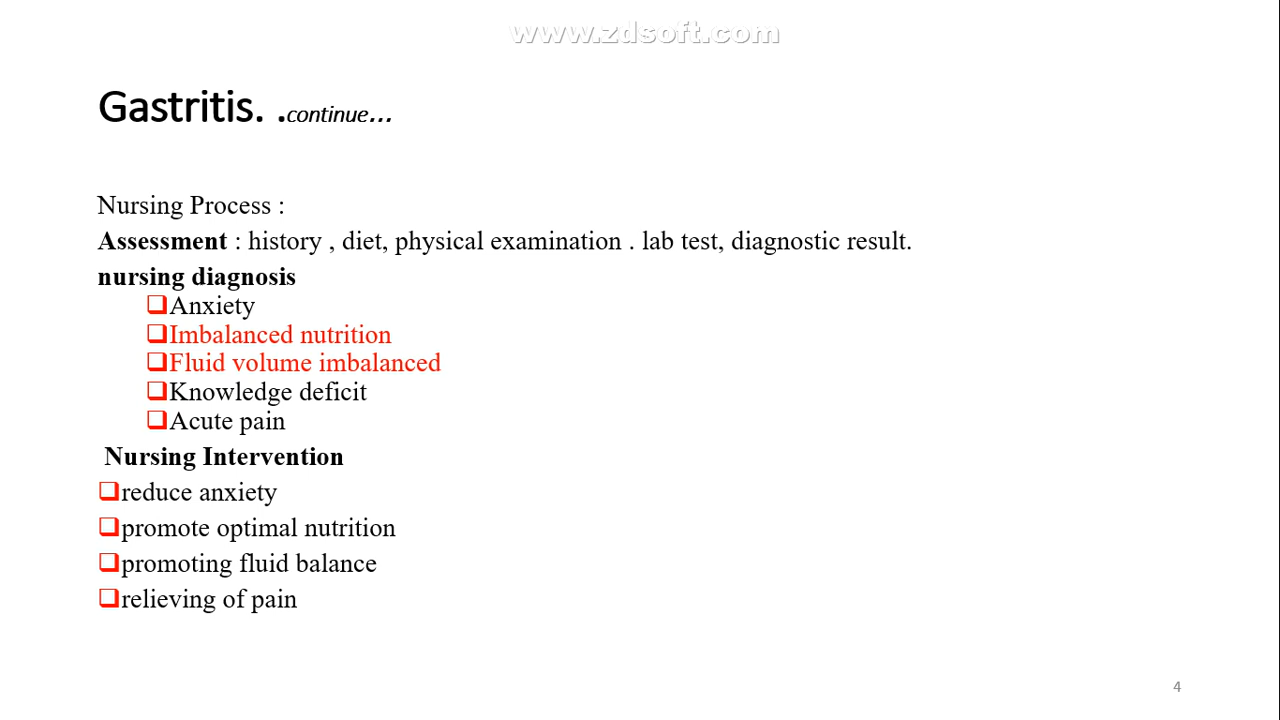 www.zdsoft.com
Gastritis. .continue...
Nursing Process :
Assessment : history , diet, physical examination . lab test, diagnostic result.
nursing diagnosis
❑Anxiety
❑Imbalanced nutrition
❑Fluid volume imbalanced
❑Knowledge deficit
❑Acute pain
Nursing Intervention
❑reduce anxiety
❑promote optimal nutrition
❑promoting fluid balance
❑relieving of pain
4